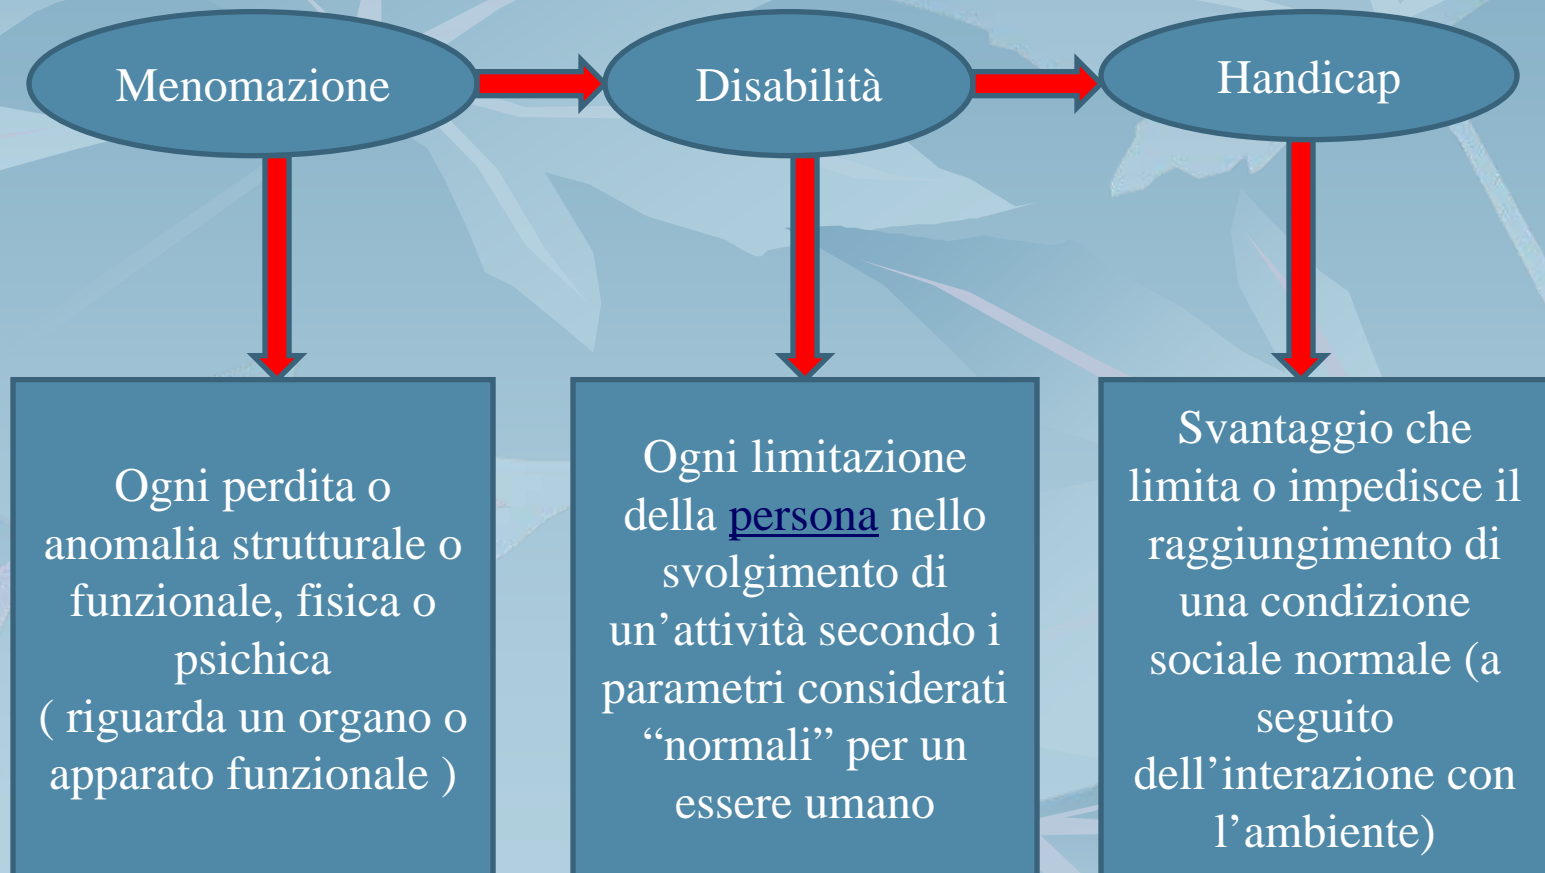 Menomazione
Disabilità
Handicap
Ogni perdita o
anomalia strutturale o
funzionale, fisica o
psichica
( riguarda un organo o
apparato funzionale )
Ogni limitazione
della persona nello
svolgimento di
un’attività secondo i
parametri considerati
“normali” per un
essere umano
Svantaggio che
limita o impedisce il
raggiungimento di
una condizione
sociale normale (a
seguito
dell’interazione con
l’ambiente)